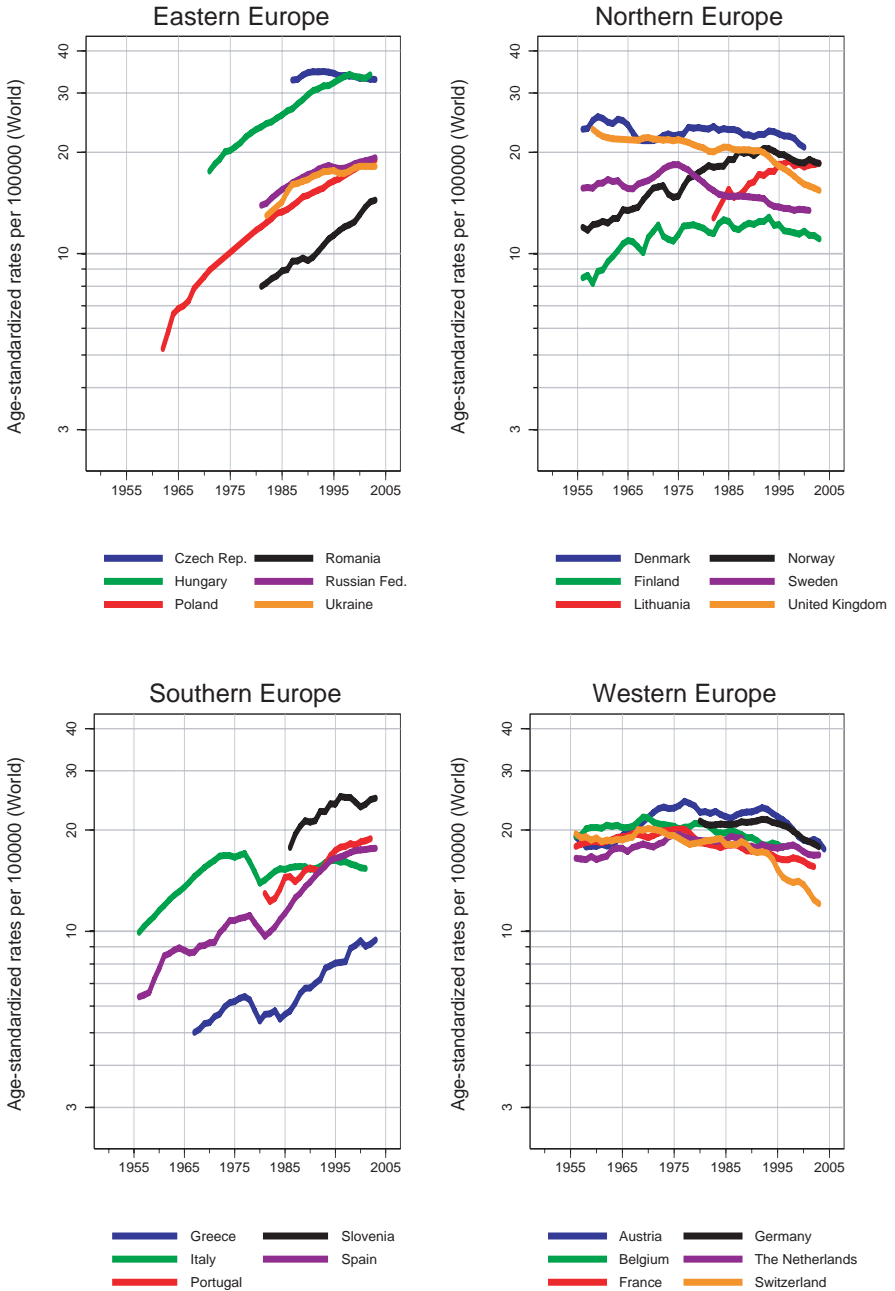 Eastern Europe
Age-standardized rates per 100000 (World)
40
30
20
10
3
1955 1965 1975 1985 1995 2005
Czech Rep. Romania
Hungary Russian Fed.
Poland Ukraine
Northern Europe
Age-standardized rates per 100000 (World)
40
30
20
10
3
1955 1965 1975 1985 1995 2005
Denmark Norway
Finland Sweden
Lithuania United Kingdom
Southern Europe
Age-standardized rates per 100000 (World)
40
30
20
10
3
1955 1965 1975 1985 1995 2005
Greece Slovenia
Italy Spain
Portugal
Western Europe
Age-standardized rates per 100000 (World)
40
30
20
10
3
1955 1965 1975 1985 1995 2005
Austria Germany
Belgium The Netherlands
France Switzerland